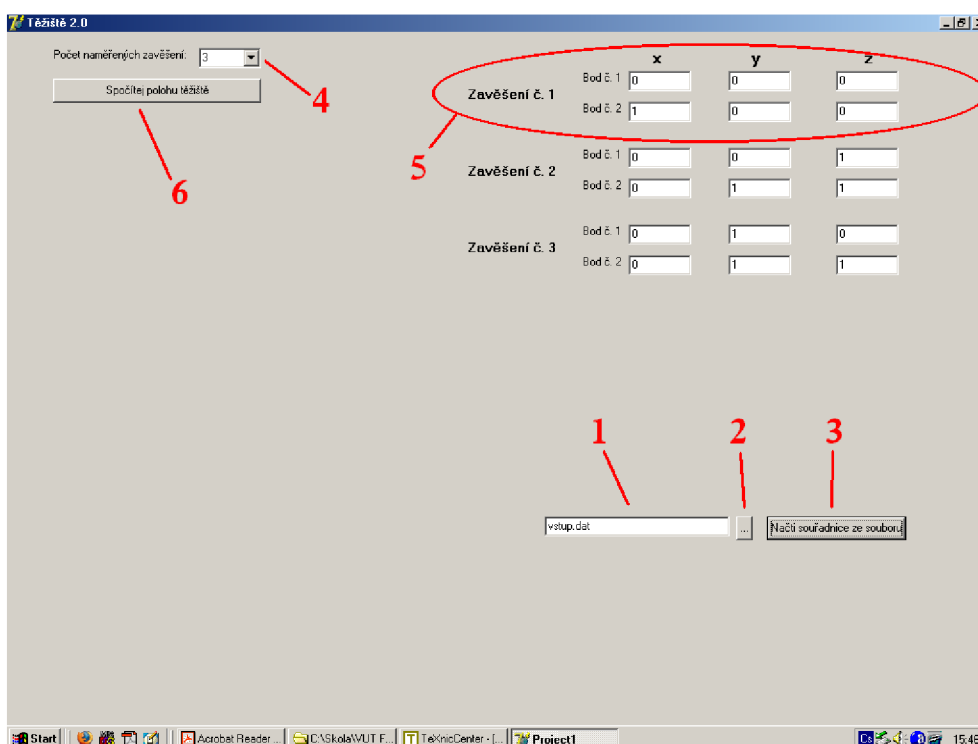 Těžiště 2.0
Počet naměřených zavěšení: 3
Spočítej polohu těžiště
4
6
5
x y z
Zavěšení č. 1
Bod č. 1 0 0 0
Bod č. 2 1 0 0
Zavěšení č. 2
Bod č. 1 0 0 1
Bod č. 2 0 1 1
Zavěšení č. 3
Bod č. 1 0 1 0
Bod č. 2 0 1 1
1 2 3
vstup.dat ... Načti souřadnice ze souboru
Start Acrobat Reader ... C:\Skola\VUT F... TeXnicCenter - [... Project1 Cs 15:48